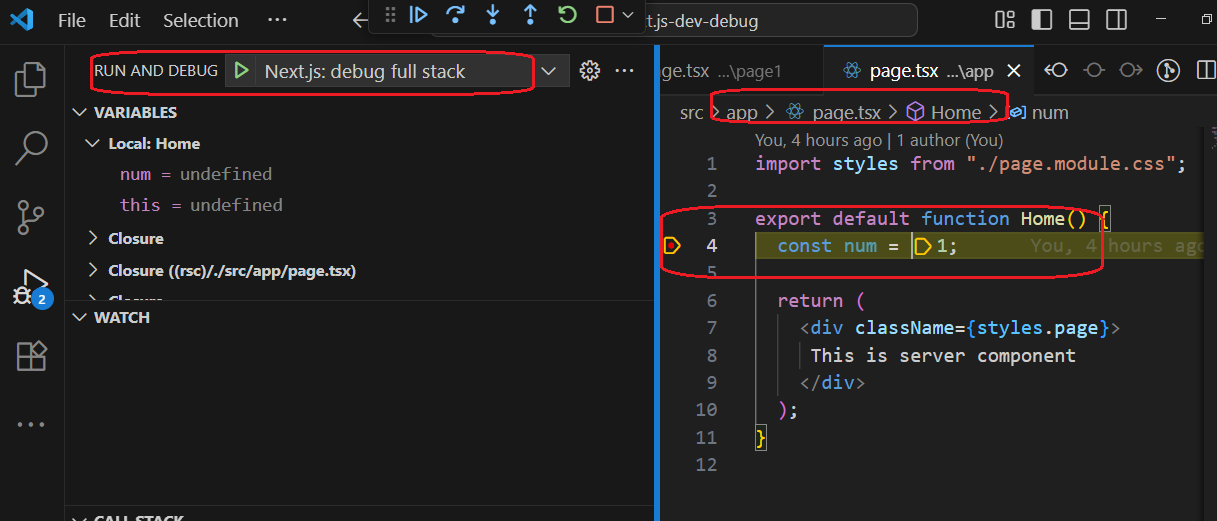 File Edit Selection ···
t.js-dev-debug
RUN AND DEBUG Next.js: debug full stack
VARIABLES
Local: Home
num = undefined
this = undefined
Closure
Closure ((rsc)/./src/app/page.tsx)
Closure
WATCH
CALL STACK
2
ge.tsx ...\page1
page.tsx ...\app
src > app > page.tsx > Home > num
You, 4 hours ago | 1 author (You)
1 import styles from "./page.module.css";
2
3 export default function Home() {
4 const num = 1; You, 4 hours ago
5
6 return (
7 <div className={styles.page}>
8 This is server component
9 </div>
10 );
11 }
12